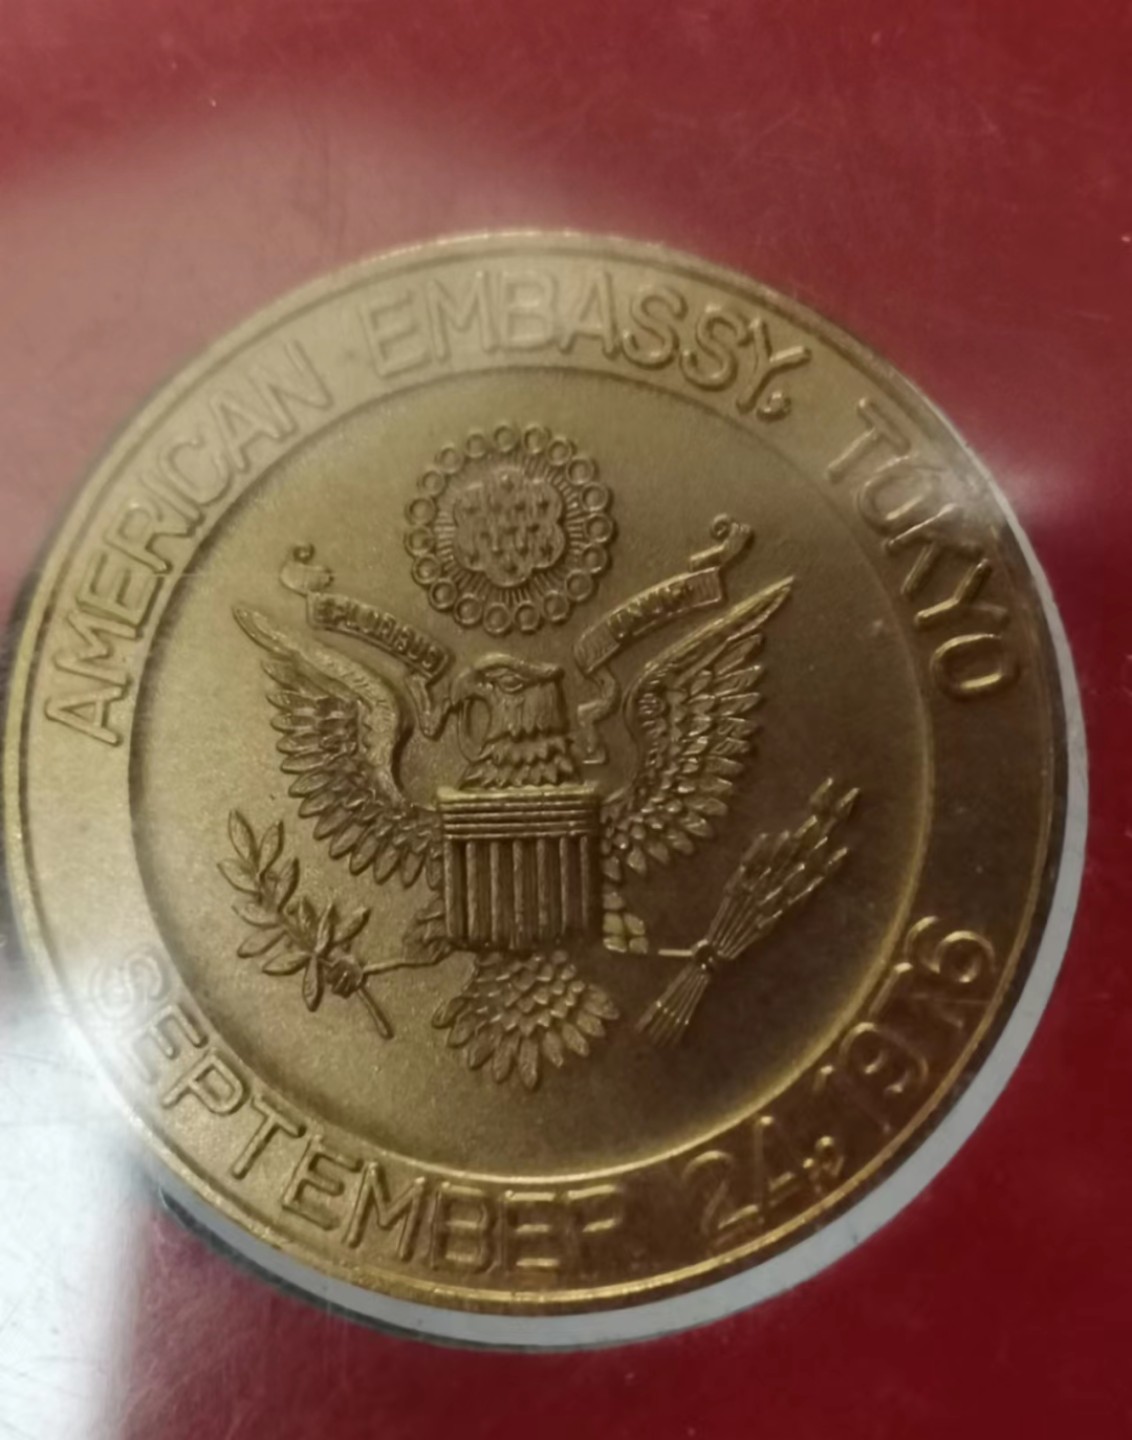 AMERICAN EMBASSY, TOKYO
E PLURIBUS UNUM
SEPTEMBER 24, 1976